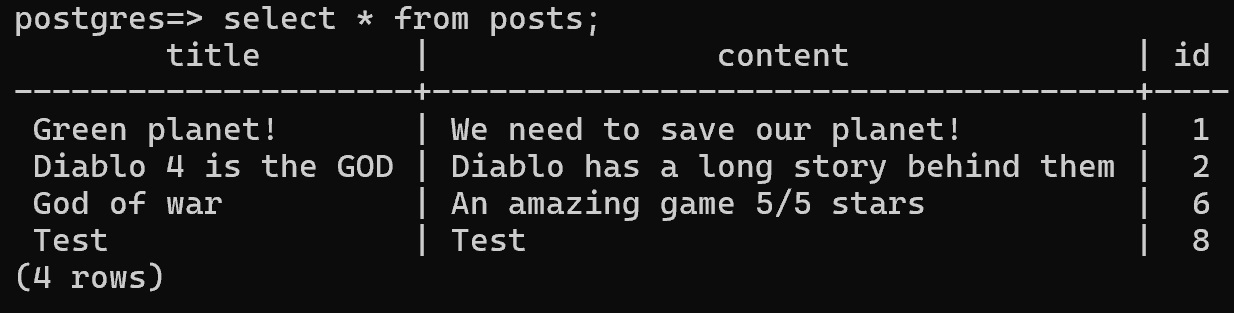 postgres=> select * from posts;
title | content | id
--------------------+----------------------------------+----
Green planet! | We need to save our planet! | 1
Diablo 4 is the GOD | Diablo has a long story behind them | 2
God of war | An amazing game 5/5 stars | 6
Test | Test | 8
(4 rows)